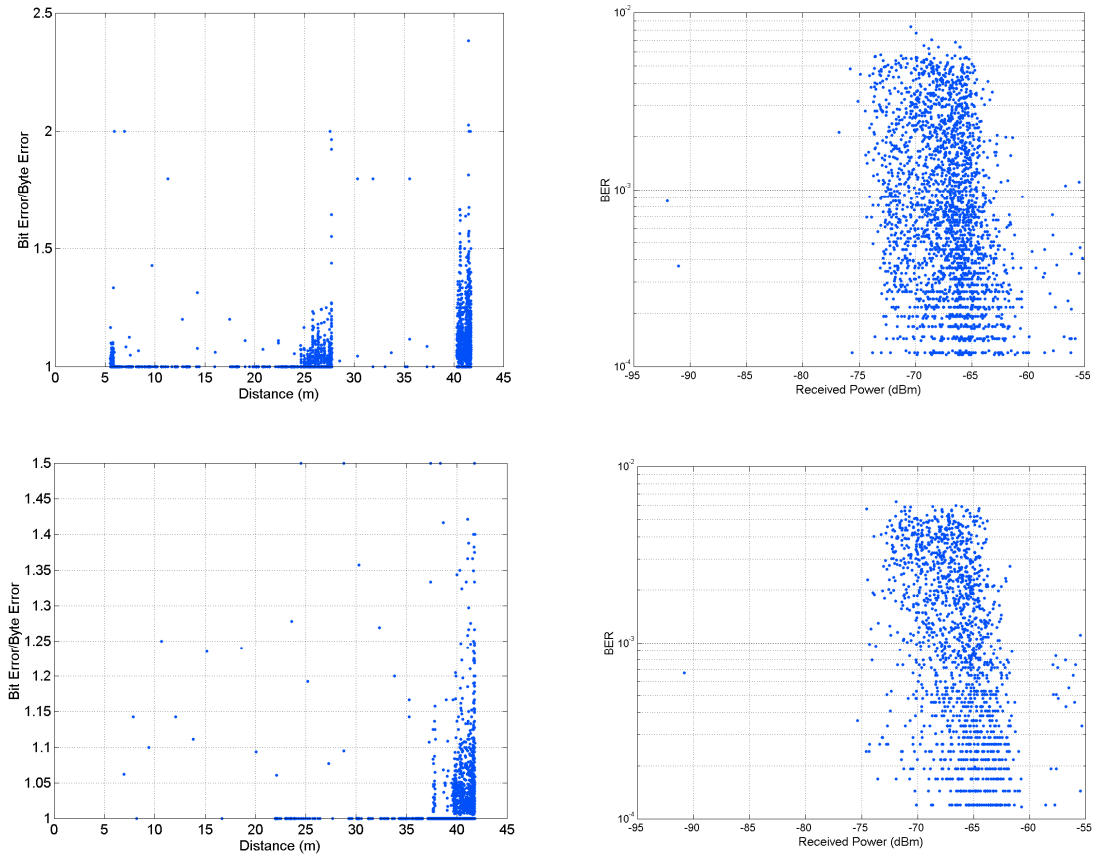 2.5
2
1.5
1
0 5 10 15 20 25 30 35 40 45
Distance (m)
Bit Error/Byte Error
10-2
10-3
10-4
-95 -90 -85 -80 -75 -70 -65 -60 -55
Received Power (dBm)
BER
1.5
1.45
1.4
1.35
1.3
1.25
1.2
1.15
1.1
1.05
1
0 5 10 15 20 25 30 35 40 45
Distance (m)
Bit Error/Byte Error
10-2
10-3
10-4
-95 -90 -85 -80 -75 -70 -65 -60 -55
Received Power (dBm)
BER